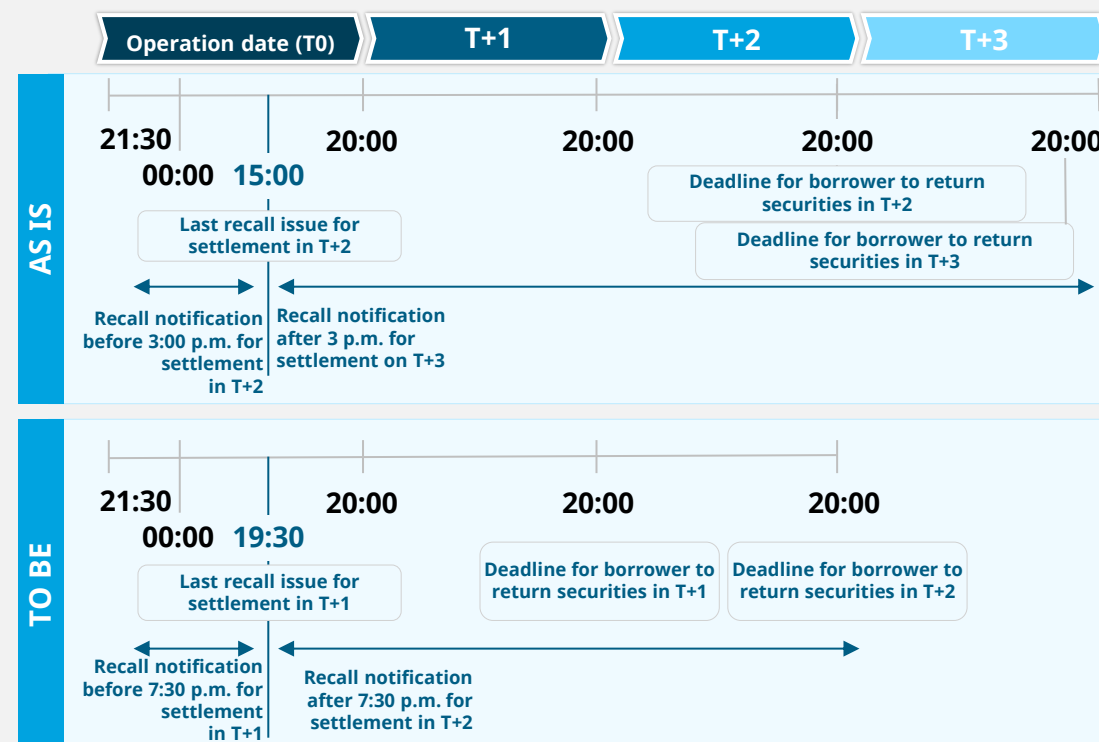 Operation date (T0)
T+1
T+2
T+3
AS IS
21:30
20:00
20:00
20:00
20:00
00:00
15:00
Last recall issue for
settlement in T+2
Deadline for borrower to return
securities in T+2
Deadline for borrower to return
securities in T+3
Recall notification
before 3:00 p.m. for
settlement
in T+2
Recall notification
after 3 p.m. for
settlement on T+3
TO BE
21:30
20:00
20:00
20:00
00:00
19:30
Last recall issue for
settlement in T+1
Deadline for borrower to
return securities in T+1
Deadline for borrower to
return securities in T+2
Recall notification
before 7:30 p.m. for
settlement
in T+1
Recall notification
after 7:30 p.m. for
settlement in T+2